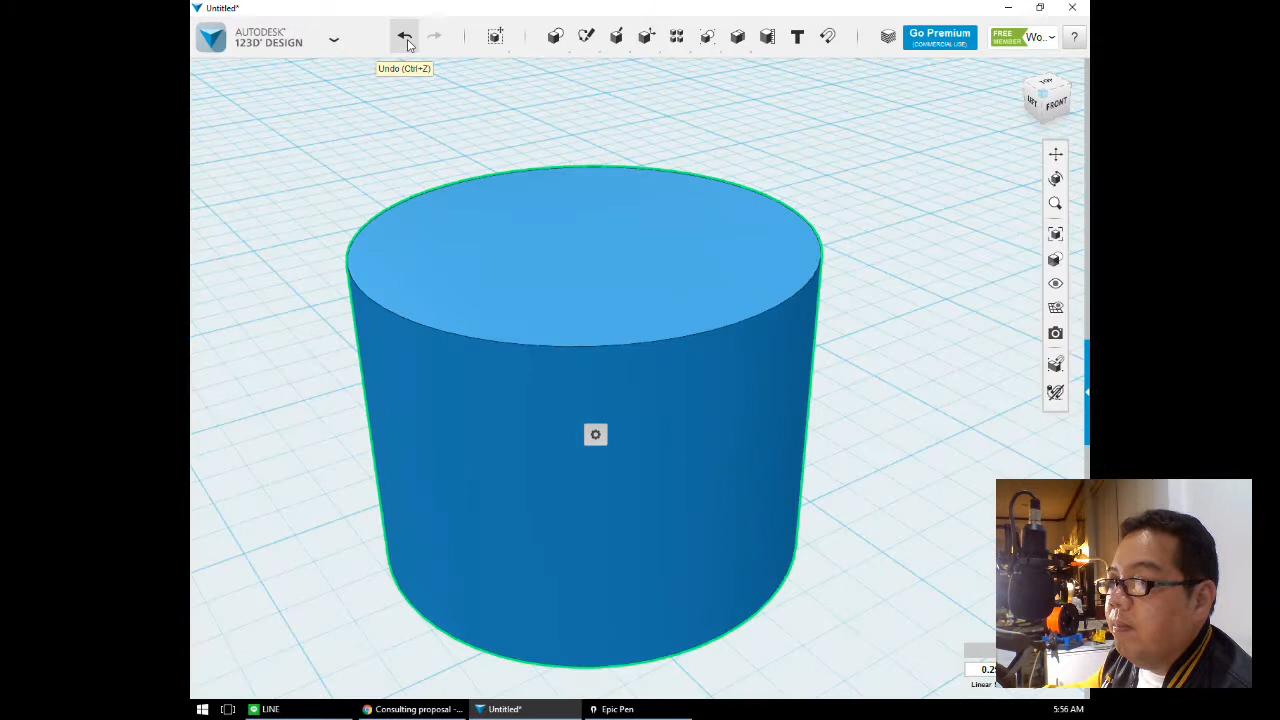 Untitled*
AUTODESK®
123D® DESIGN
Go Premium
(COMMERCIAL USE)
FREE
MEMBER
Wo..
?
Undo (Ctrl+Z)
LEFT
FRONT
Linear
LINE
Consulting proposal -...
Untitled*
Epic Pen
5:56 AM